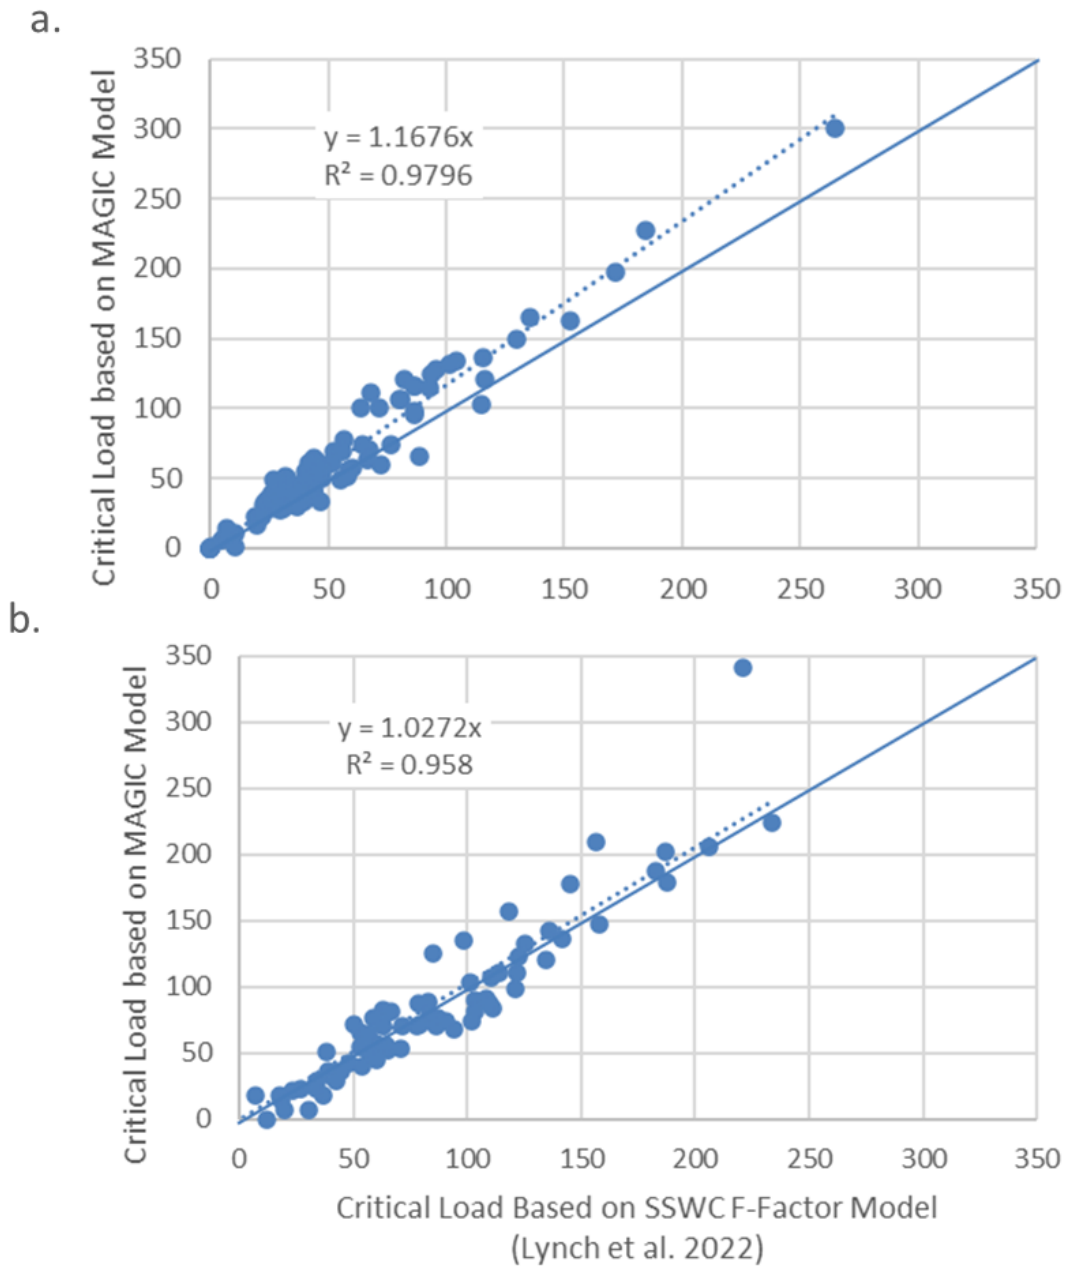 a.
Critical Load based on MAGIC Model
350
300
250
200
150
100
50
0
y = 1.1676x
R² = 0.9796
0 50 100 150 200 250 300 350
b.
Critical Load based on MAGIC Model
350
300
250
200
150
100
50
0
y = 1.0272x
R² = 0.958
0 50 100 150 200 250 300 350
Critical Load Based on SSWC F-Factor Model
(Lynch et al. 2022)